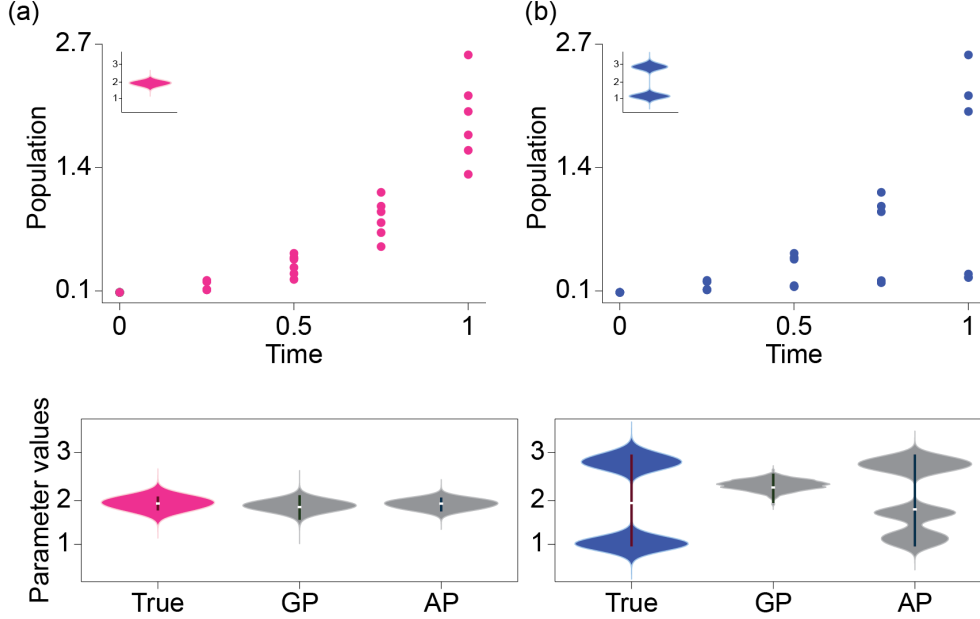 (a)
(b)
2.7
1.4
0.1
Population
3
2
1
0
0.5
1
Time
2.7
1.4
0.1
Population
3
2
1
0
0.5
1
Time
Parameter values
3
2
1
True
GP
AP
3
2
1
True
GP
AP